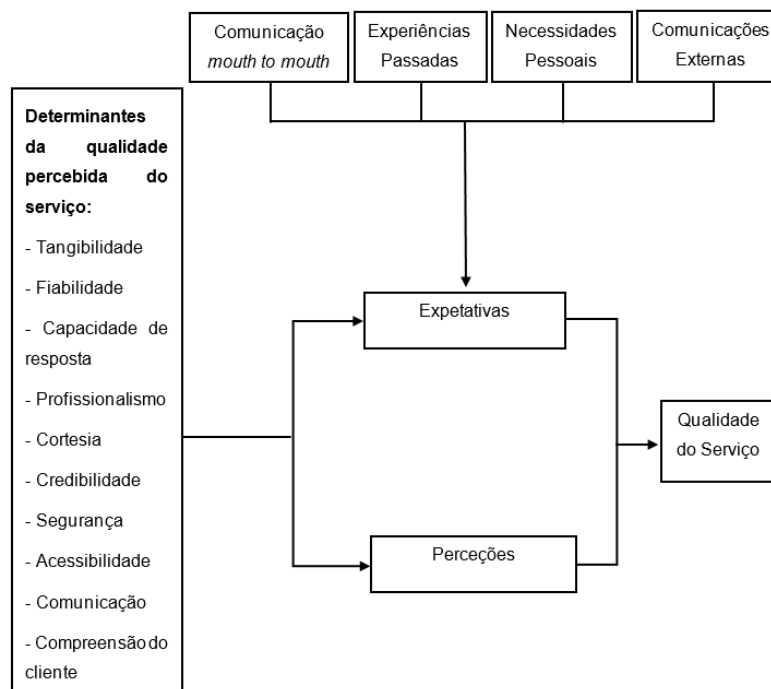 Comunicação
mouth to mouth
Experiências
Passadas
Necessidades
Pessoais
Comunicações
Externas
Determinantes
da qualidade
percebida do
serviço:
- Tangibilidade
- Fiabilidade
- Capacidade de
resposta
- Profissionalismo
- Cortesia
- Credibilidade
- Segurança
- Acessibilidade
- Comunicação
- Compreensão do
cliente
Expetativas
Perceções
Qualidade
do Serviço